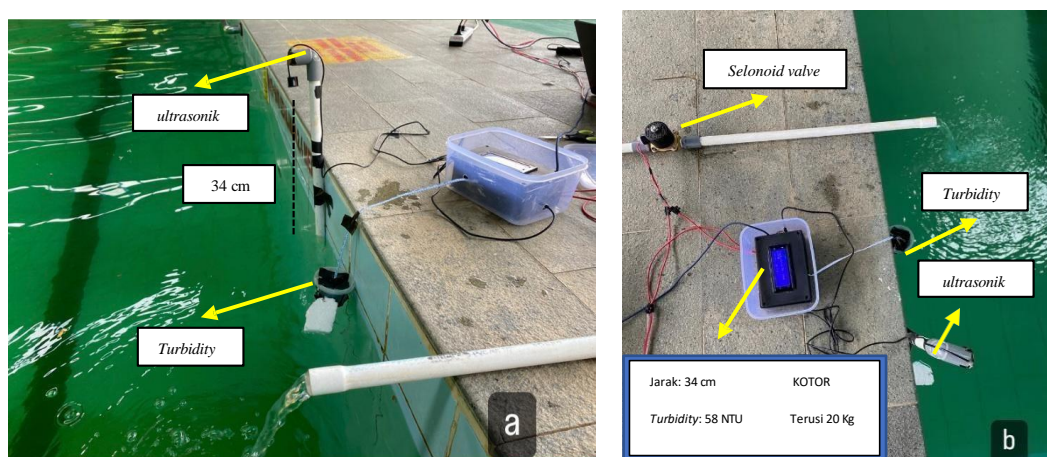 ultrasonik
34 cm
Turbidity
a
Selonoid valve
Turbidity
ultrasonik
Jarak: 34 cm KOTOR
Turbidity: 58 NTU Terusi 20 Kg
b